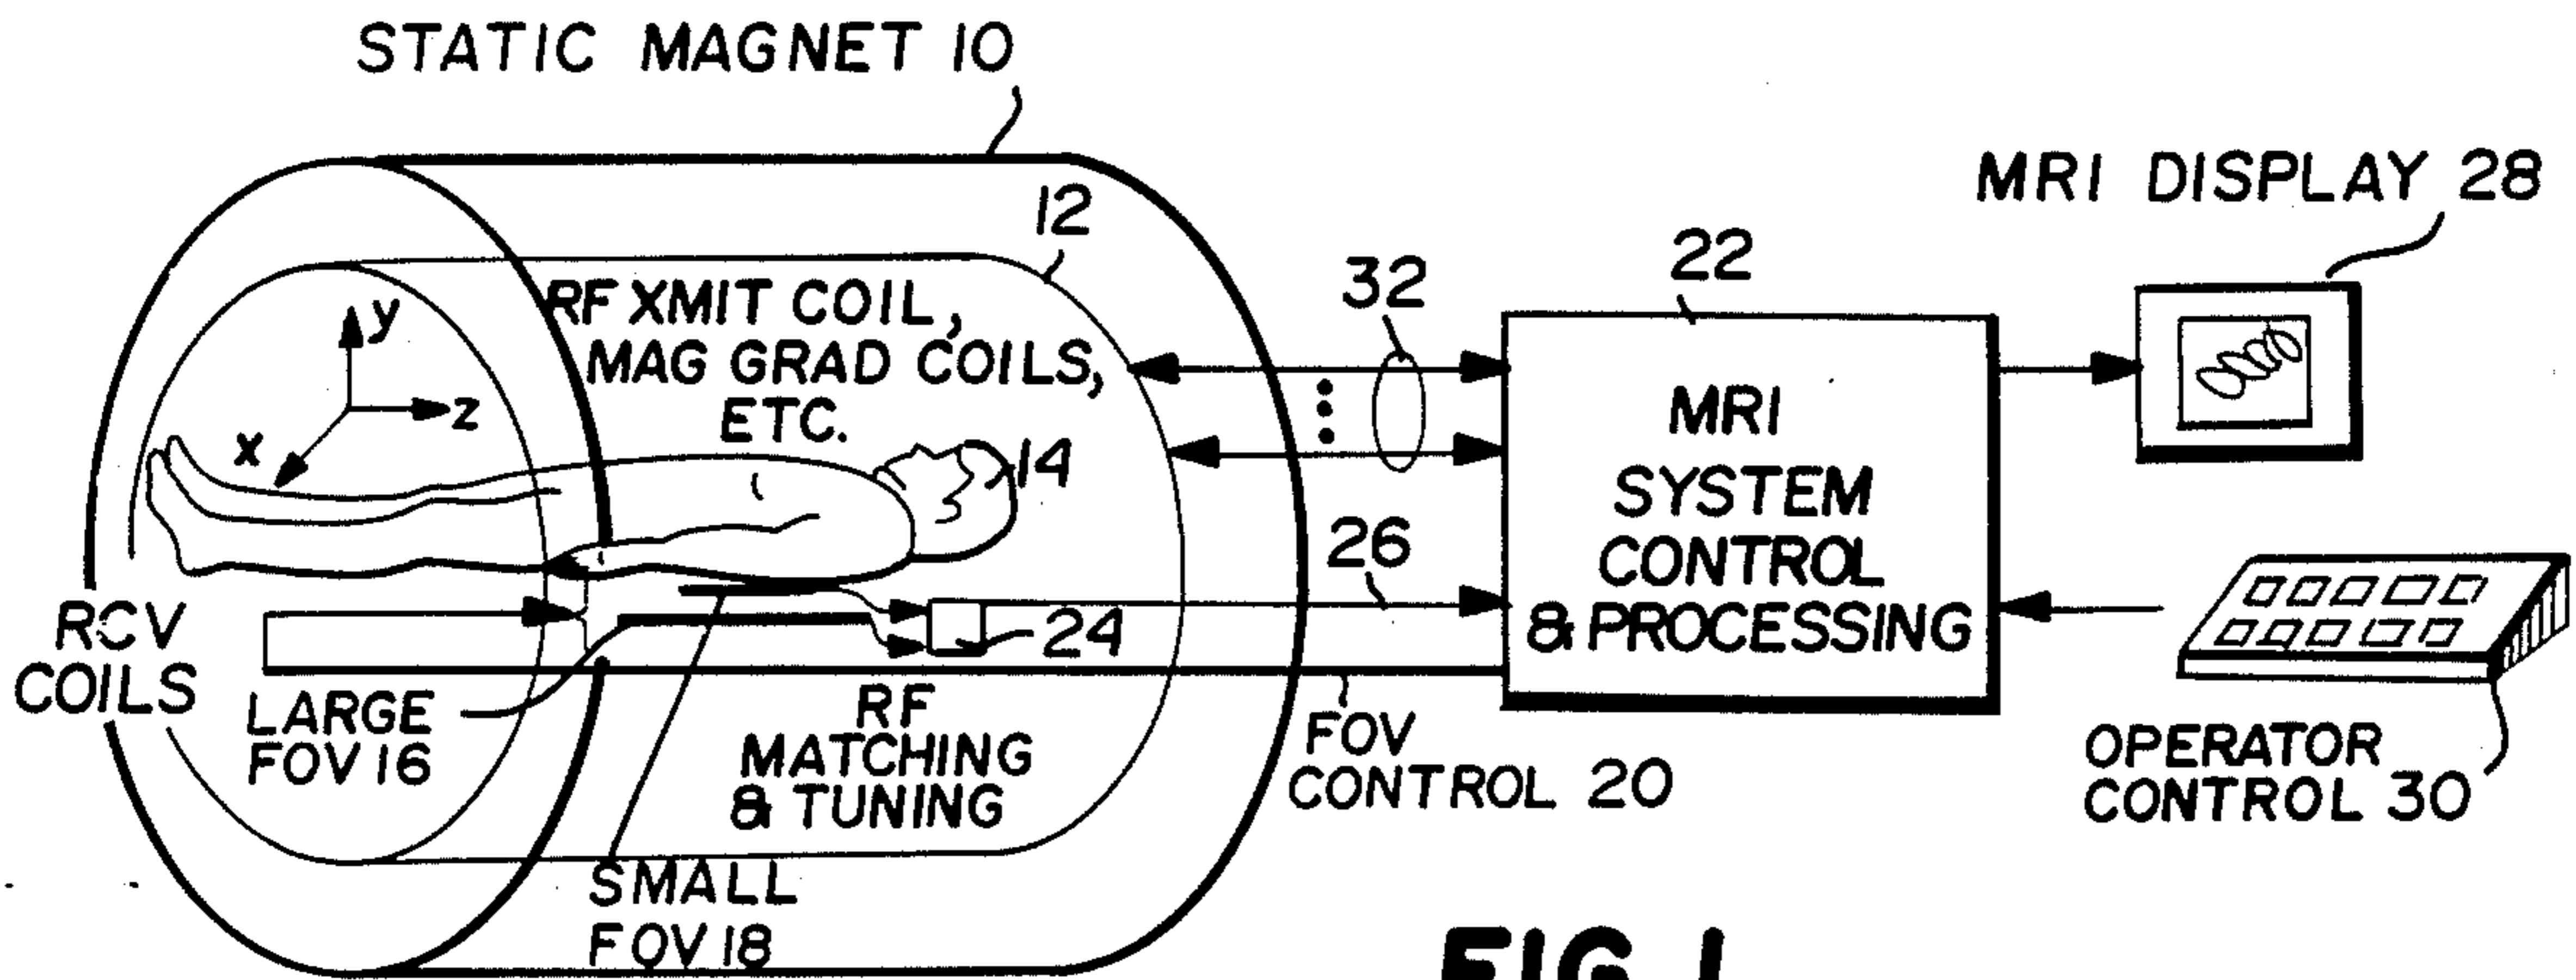 STATIC MAGNET 10
MRI DISPLAY 28
12
RF XMIT COIL,
MAG GRAD COILS,
ETC.
y
z
x
14
32
22
MRI
SYSTEM
CONTROL
& PROCESSING
26
24
RCV
COILS
LARGE
FOV 16
RF
MATCHING
& TUNING
SMALL
FOV 18
FOV
CONTROL 20
OPERATOR
CONTROL 30
FIG. 1